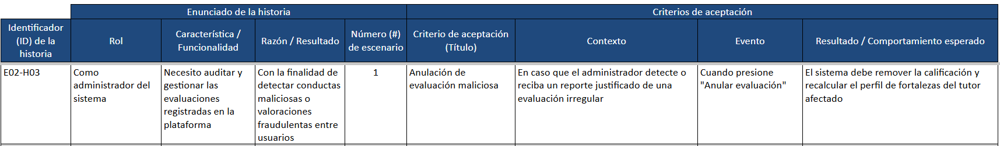 Enunciado de la historia
Criterios de aceptación
Identificador
(ID) de la
historia
Rol
Característica /
Funcionalidad
Razón / Resultado
Número (#)
de escenario
Criterio de aceptación
(Título)
Contexto
Evento
Resultado / Comportamiento esperado
E02-H03
Como
administrador del
sistema
Necesito auditar y
gestionar las
evaluaciones
registradas en la
plataforma
Con la finalidad de
detectar conductas
maliciosas o
valoraciones
fraudulentas entre
usuarios
1
Anulación de
evaluación maliciosa
En caso que el administrador detecte o
reciba un reporte justificado de una
evaluación irregular
Cuando presione
"Anular evaluación"
El sistema debe remover la calificación y
recalcular el perfil de fortalezas del tutor
afectado